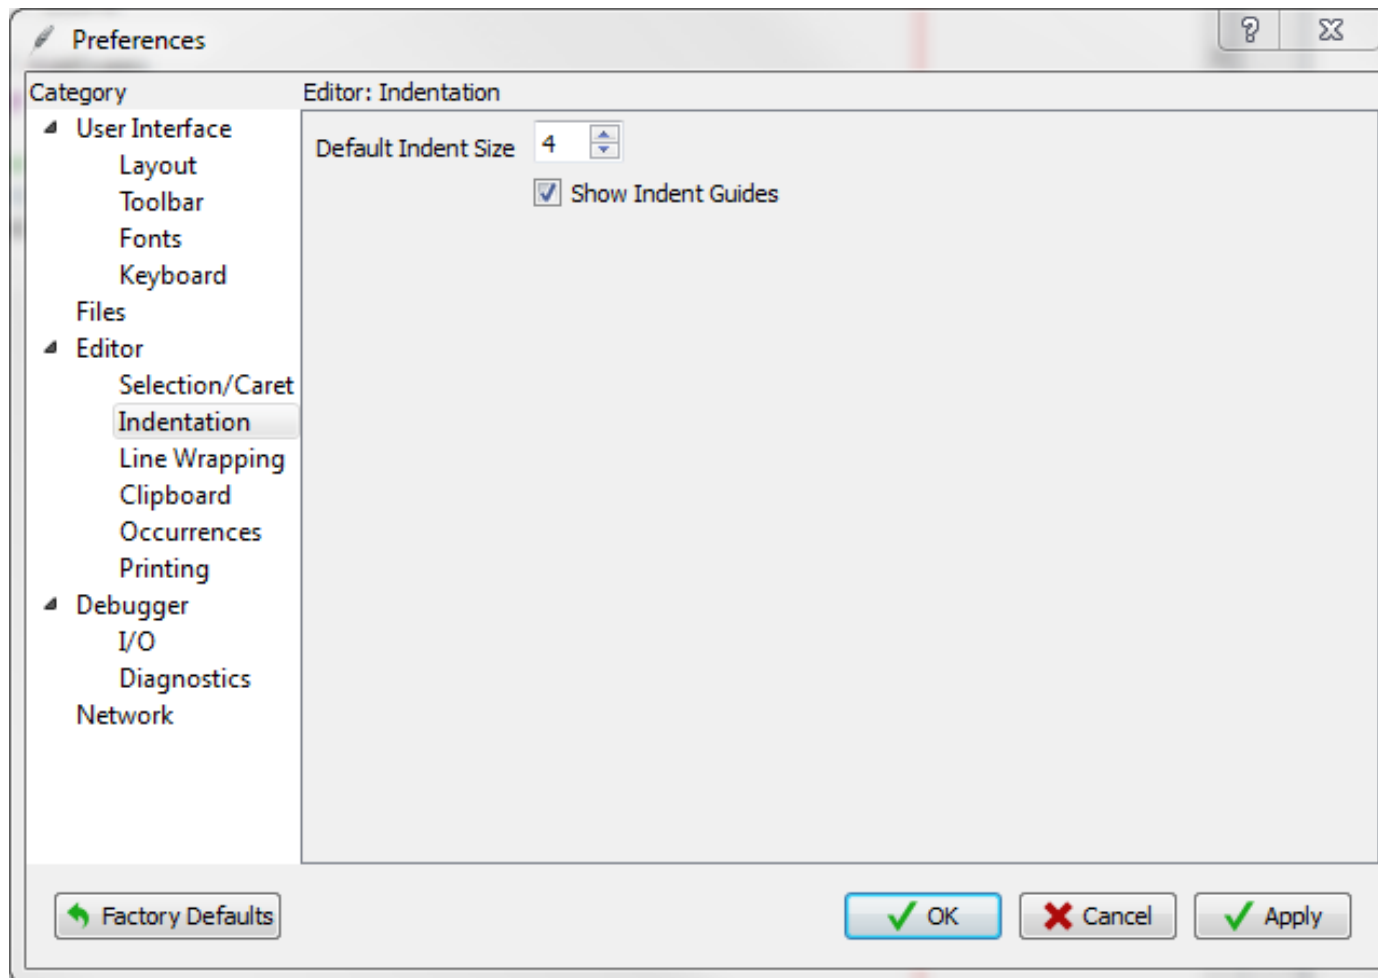 Preferences
Category
Editor: Indentation
User Interface
Layout
Toolbar
Fonts
Keyboard
Files
Editor
Selection/Caret
Indentation
Line Wrapping
Clipboard
Occurrences
Printing
Debugger
I/O
Diagnostics
Network
Default Indent Size 4
Show Indent Guides
Factory Defaults
OK
Cancel
Apply